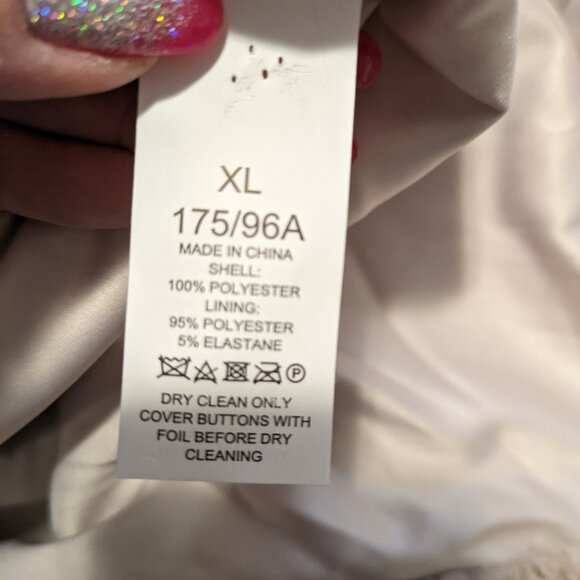 XL
175/96A
MADE IN CHINA
SHELL:
100% POLYESTER
LINING:
95% POLYESTER
5% ELASTANE
P
DRY CLEAN ONLY
COVER BUTTONS WITH
FOIL BEFORE DRY
CLEANING